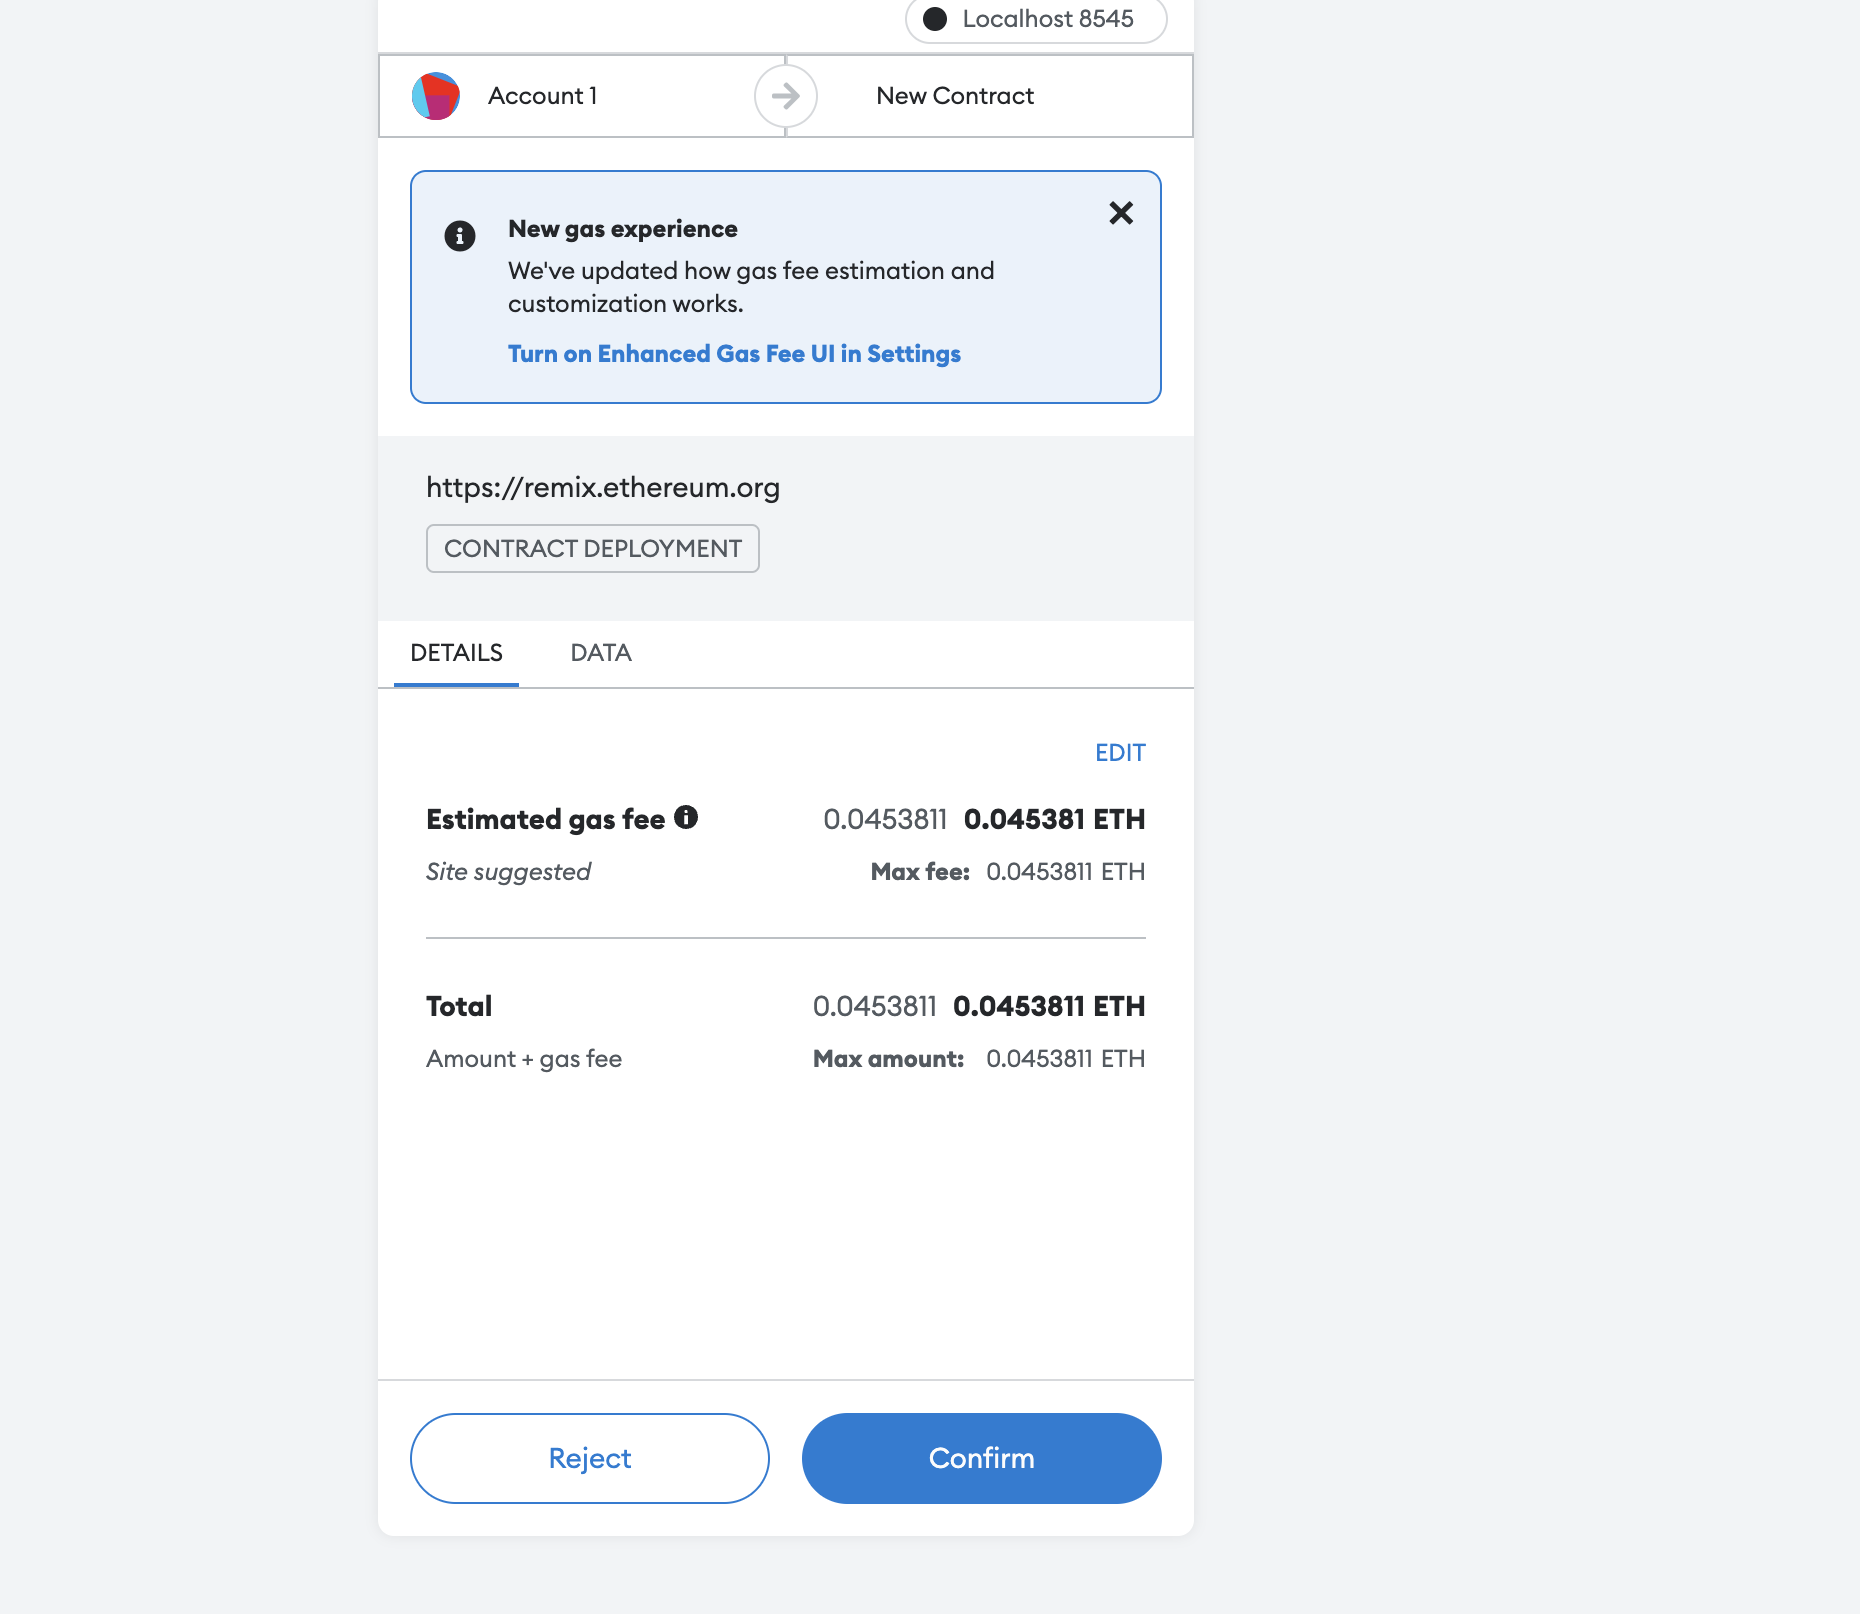 Localhost 8545
Account 1
New Contract
New gas experience
We've updated how gas fee estimation and
customization works.
Turn on Enhanced Gas Fee UI in Settings
https://remix.ethereum.org
CONTRACT DEPLOYMENT
DETAILS DATA
EDIT
Estimated gas fee 0.0453811 0.045381 ETH
Site suggested Max fee: 0.0453811 ETH
Total 0.0453811 0.0453811 ETH
Amount + gas fee Max amount: 0.0453811 ETH
Reject Confirm